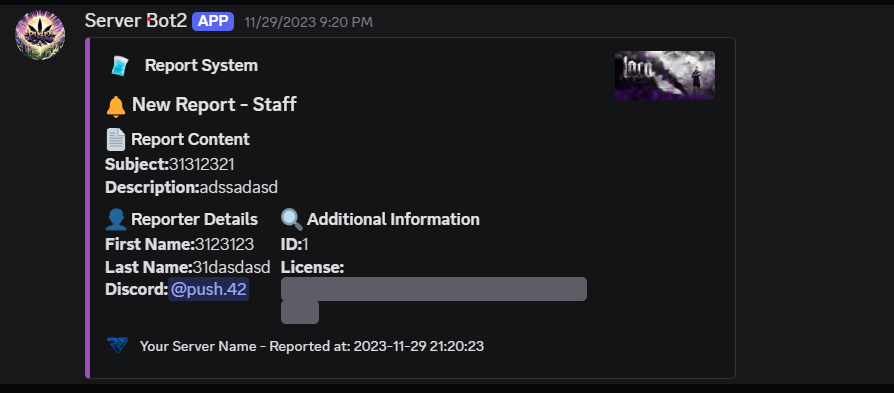 Server Bot2 APP 11/29/2023 9:20 PM
Report System
New Report - Staff
Report Content
Subject:31312321
Description:adssadasd
Reporter Details
First Name:3123123
Last Name:31dasdasd
Discord:@push.42
Additional Information
ID:1
License:
Your Server Name - Reported at: 2023-11-29 21:20:23